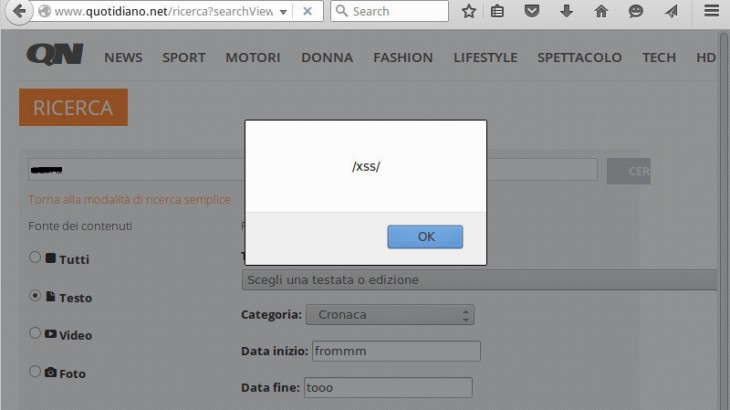 www.quotidiano.net/ricerca?searchView
Search
QN NEWS SPORT MOTORI DONNA FASHION LIFESTYLE SPETTACOLO TECH HD
RICERCA
/xss/
CER
Torna alla modalità di ricerca semplice
Fonte dei contenuti
OK
Tutti
Scegli una testata o edizione
Testo
Categoria: Cronaca
Video
Data inizio: frommm
Foto
Data fine: tooo